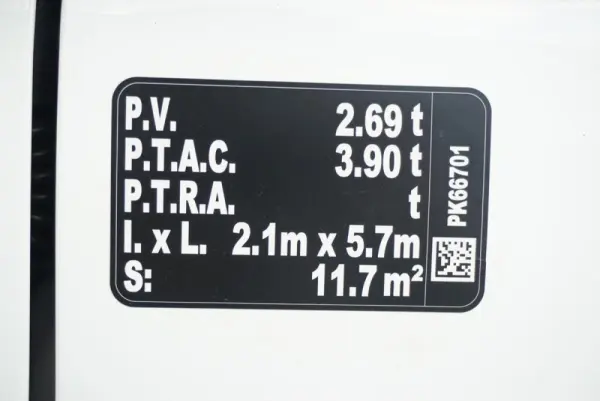 P.V. 2.69 t
P.T.A.C. 3.90 t
P.T.R.A. t
l. x L. 2.1m x 5.7m
S: 11.7 m²
PK66701